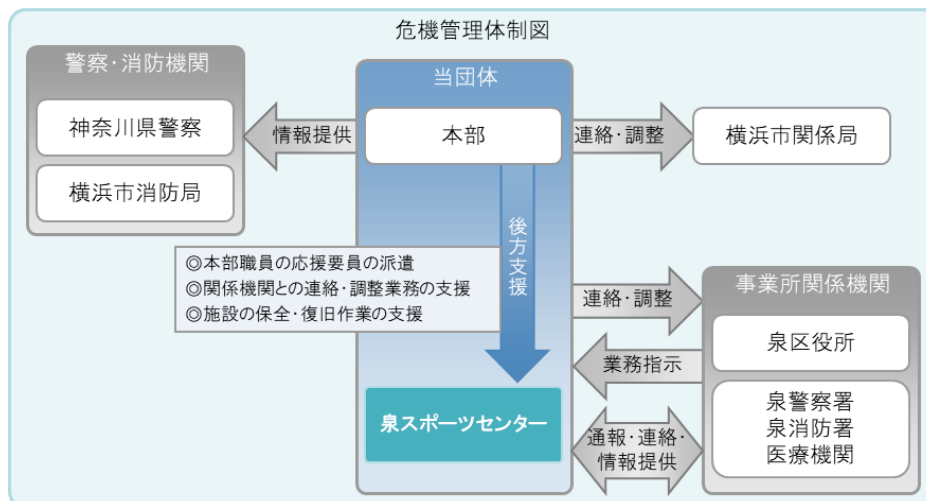 危機管理体制図
警察・消防機関
神奈川県警察
横浜市消防局
情報提供
当団体
本部
連絡・調整
横浜市関係局
後方支援
◎本部職員の応援要員の派遣
◎関係機関との連絡・調整業務の支援
◎施設の保全・復旧作業の支援
泉スポーツセンター
連絡・調整
業務指示
通報・連絡・
情報提供
事業所関係機関
泉区役所
泉警察署
泉消防署
医療機関